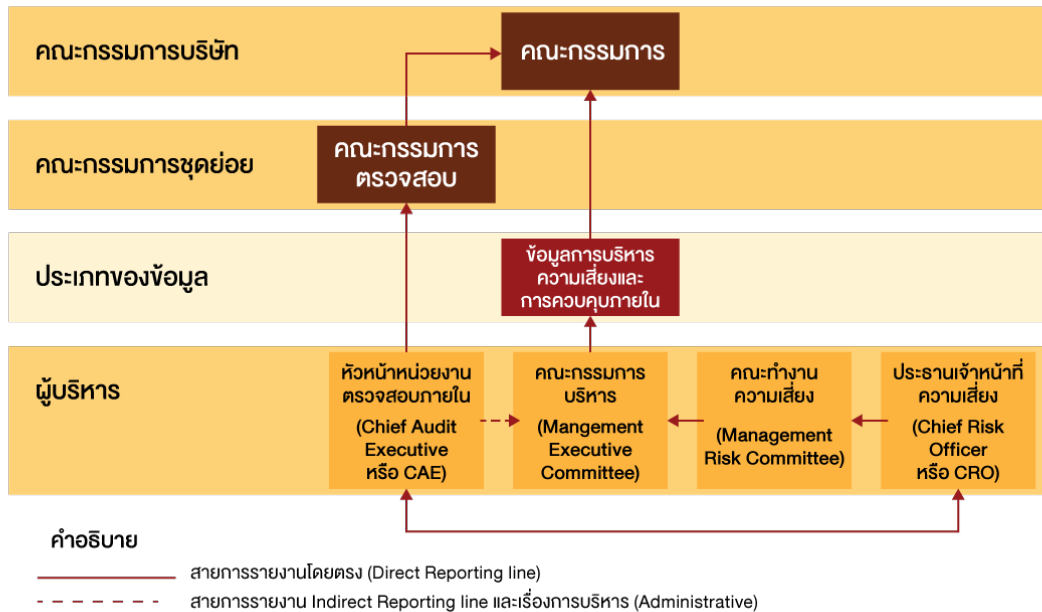 คณะกรรมการบริษัท
คณะกรรมการ
คณะกรรมการชุดย่อย
คณะกรรมการ
ตรวจสอบ
ประเภทของข้อมูล
ข้อมูลการบริหาร
ความเสี่ยงและ
การควบคุบภายใน
ผู้บริหาร
หัวหน้าหน่วยงาน
ตรวจสอบภายใน
(Chief Audit
Executive
หรือ CAE)
คณะกรรมการ
บริหาร
(Mangement
Executive
Committee)
คณะทำงาน
ความเสี่ยง
(Management
Risk Committee)
ประธานเจ้าหน้าที่
ความเสี่ยง
(Chief Risk
Officer
หรือ CRO)
คำอธิบาย
สายการรายงานโดยตรง (Direct Reporting line)
สายการรายงาน Indirect Reporting line และเรื่องการบริหาร (Administrative)